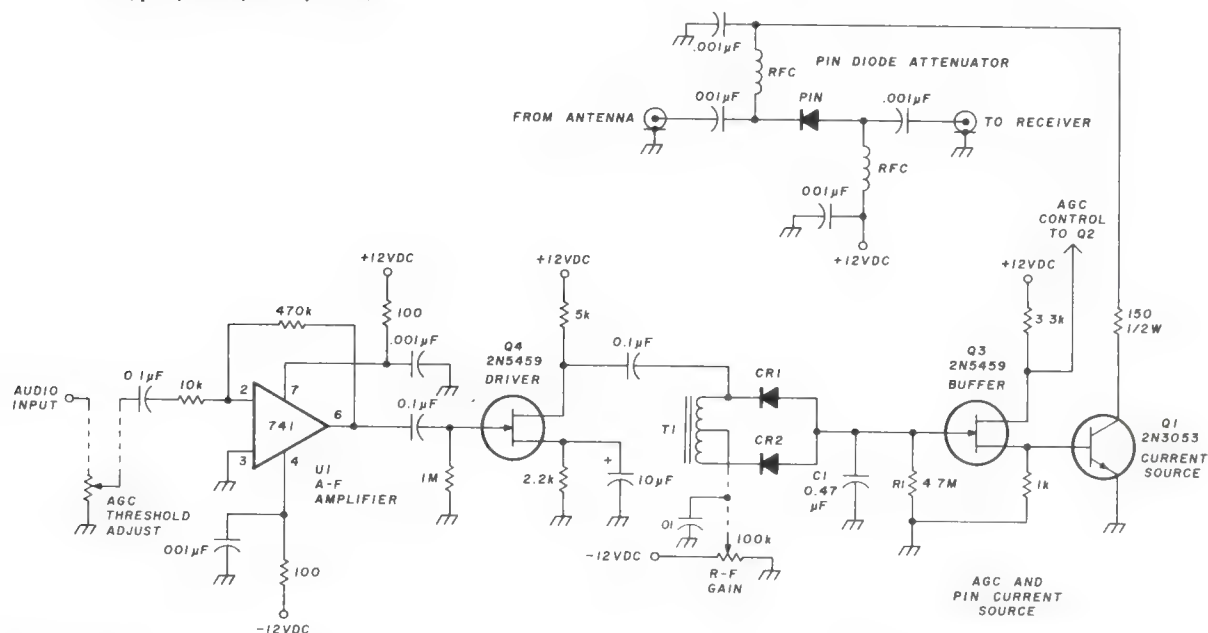 .001µF
RFC
PIN DIODE ATTENUATOR
FROM ANTENNA
001µF
PIN
.001µF
TO RECEIVER
RFC
001µF
+12VDC
AGC
CONTROL
TO Q2
+12VDC
3.3k
150
1/2W
+12VDC
470k
100
.001µF
+12VDC
5k
Q4
2N5459
DRIVER
0.1µF
CR1
Q3
2N5459
BUFFER
AUDIO
INPUT
0.1µF
10k
2
7
741
6
3
4
U1
A-F
AMPLIFIER
0.1µF
1M
2.2k
+
10µF
T1
CR2
C1
0.47
µF
R1
4.7M
1k
Q1
2N3053
CURRENT
SOURCE
AGC
THRESHOLD
ADJUST
001µF
100
-12VDC
01
100k
-12VDC
R-F
GAIN
AGC AND
PIN CURRENT
SOURCE